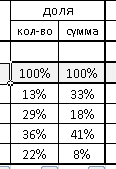 доля
кол-во сумма
100% 100%
13% 33%
29% 18%
36% 41%
22% 8%